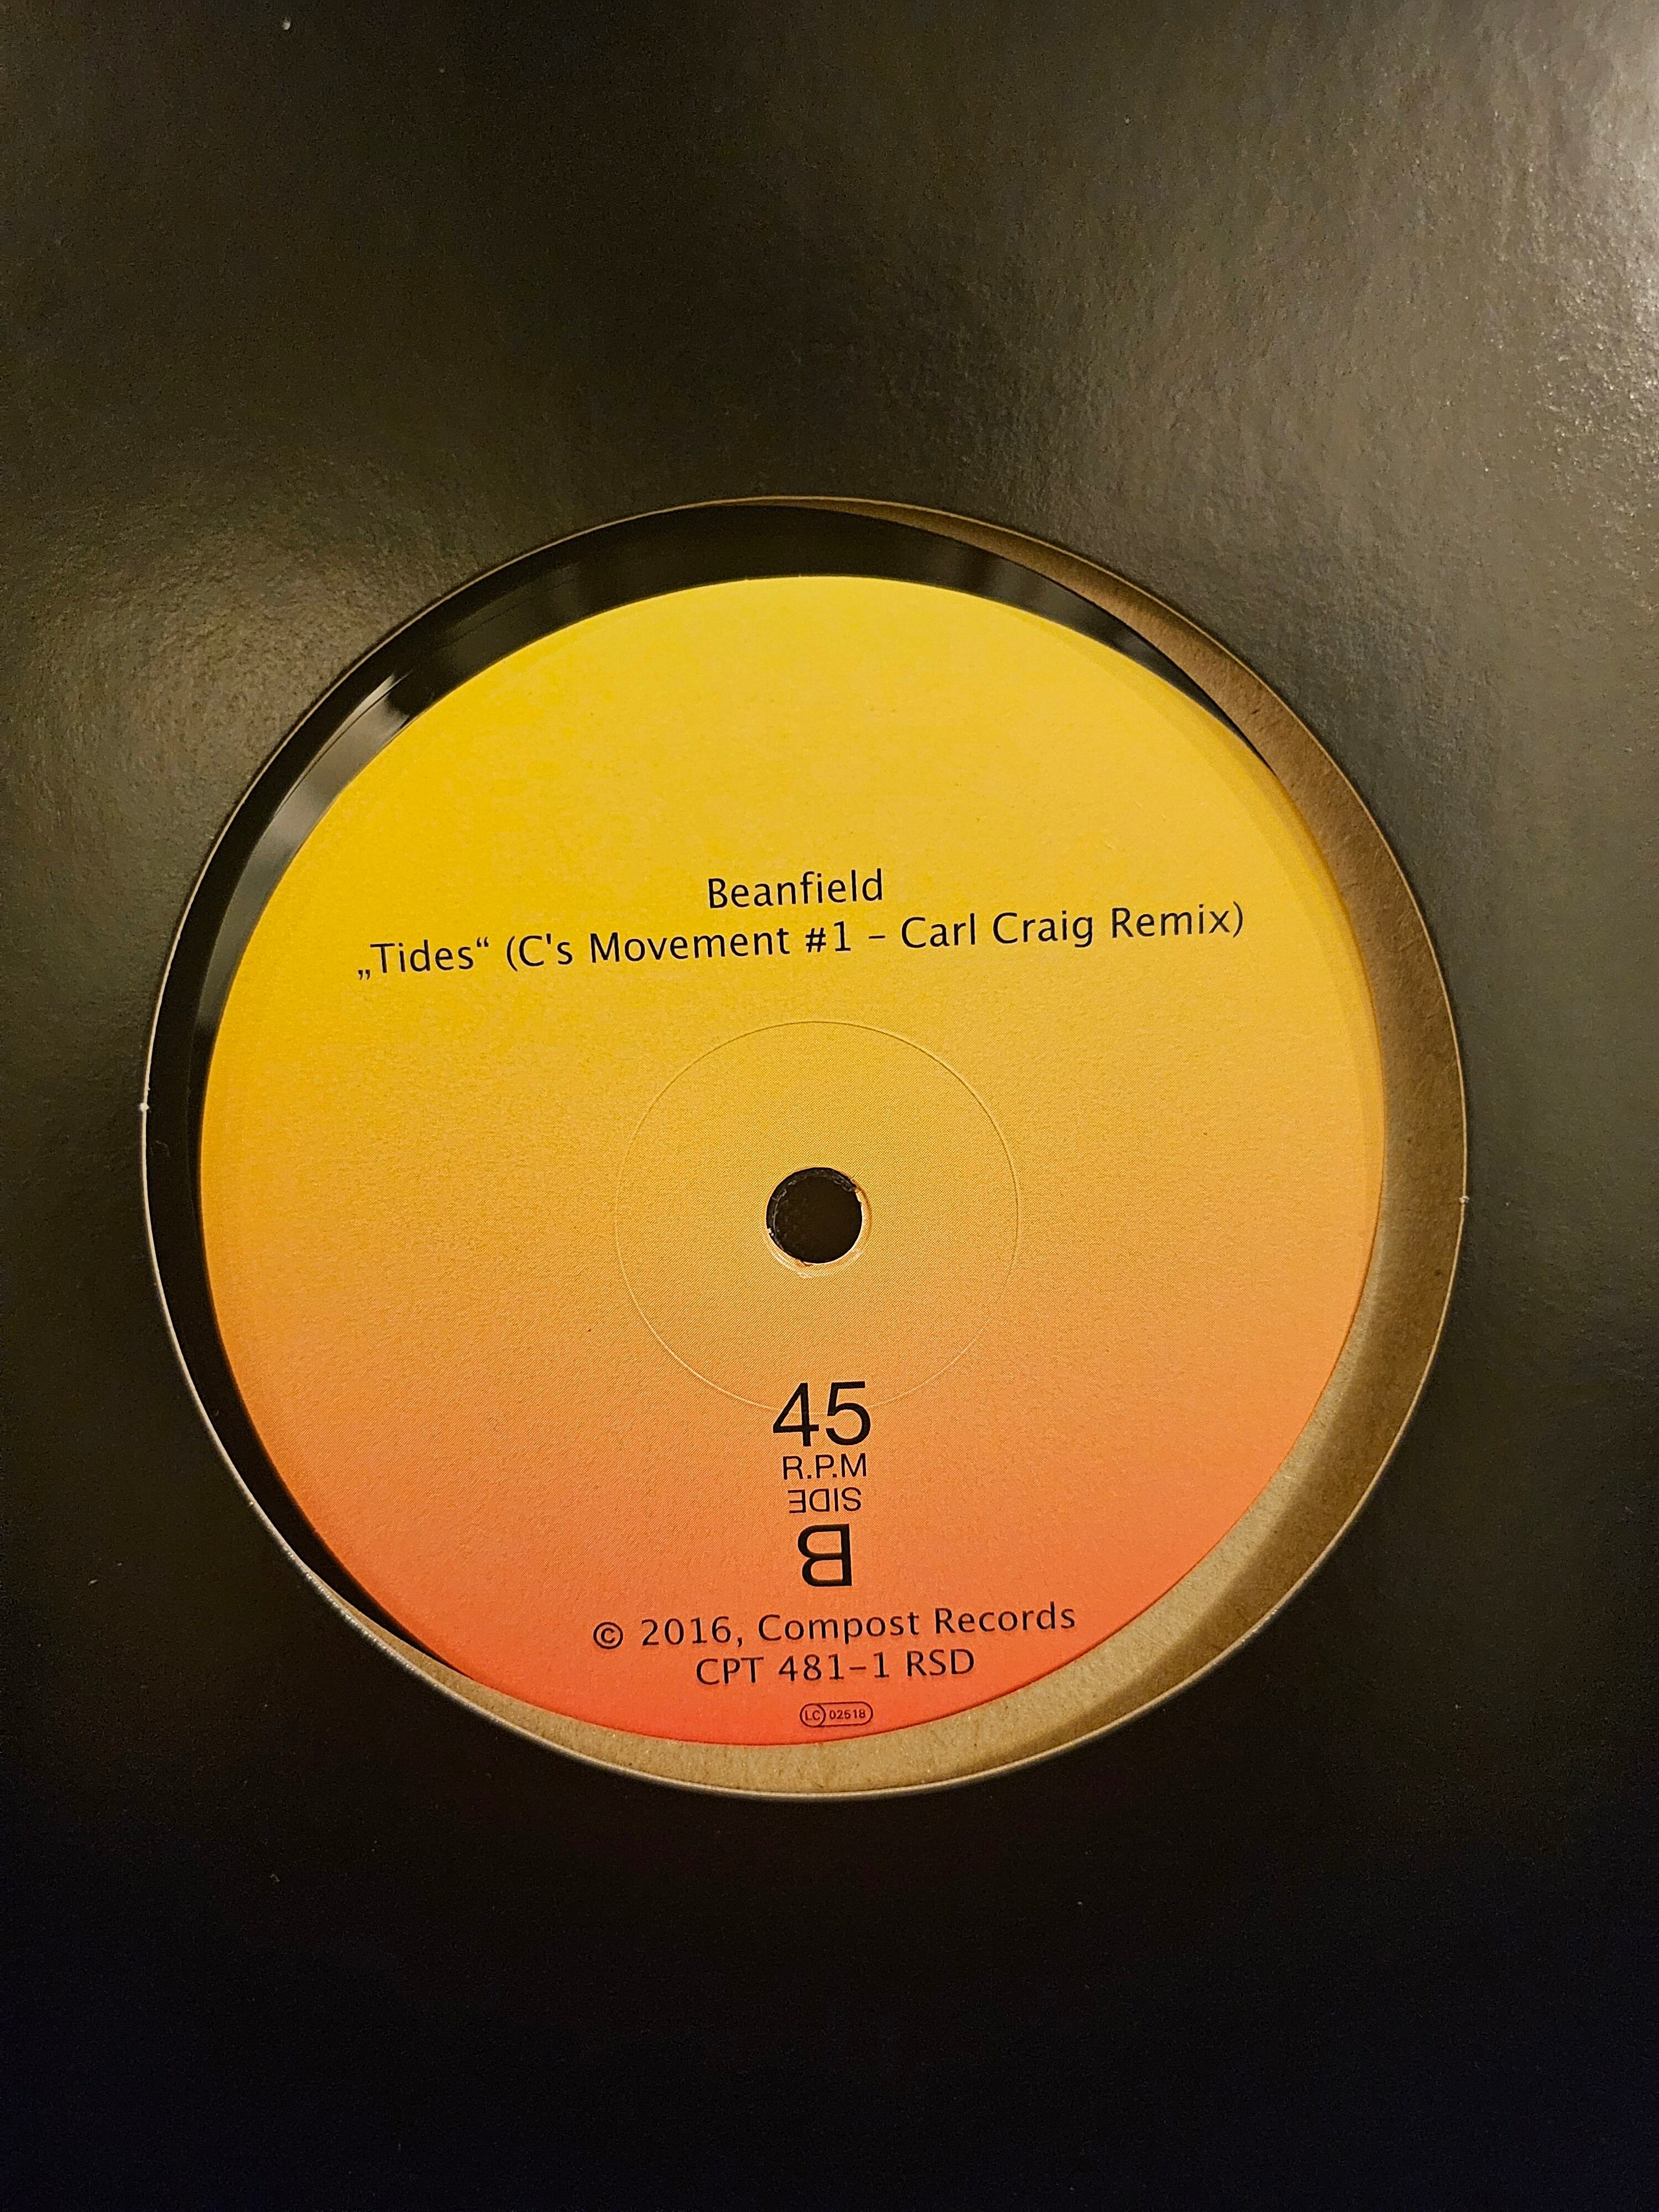 Beanfield
„Tides“ (C's Movement #1 – Carl Craig Remix)
45
R.P.M
SIDE
B
© 2016, Compost Records
CPT 481–1 RSD
LC 02518